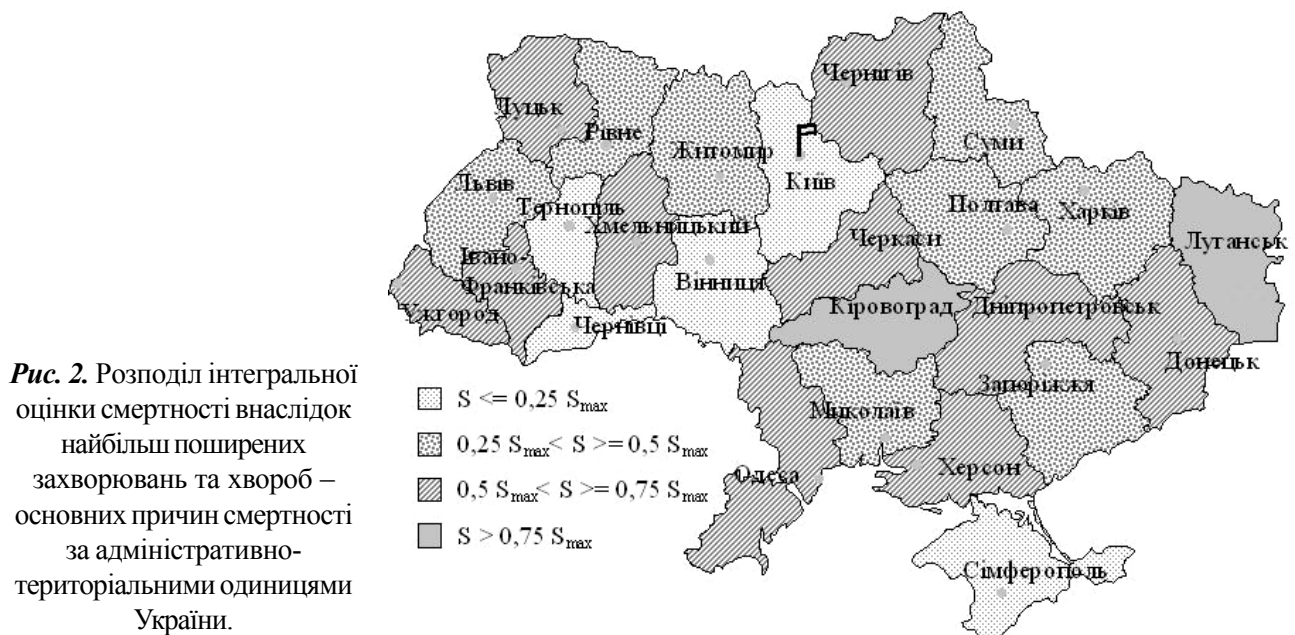 Чернігів
Луцьк
Рівне
Житомир
Суми
Київ
Львів
Тернопіль
Полтава
Харків
Хмельницький
Черкаси
Луганськ
Івано-
Франківська
Вінниця
Ужгород
Кіровоград
Дніпропетровськ
Чернівці
Донецьк
Запоріжжя
Миколаїв
Одеса
Херсон
Сімферополь
S <= 0,25 Smax
0,25 Smax< S >= 0,5 Smax
0,5 Smax< S >= 0,75 Smax
S > 0,75 Smax
Рис. 2. Розподіл інтегральної
оцінки смертності внаслідок
найбільш поширених
захворювань та хвороб –
основних причин смертності
за адміністративно-
територіальними одиницями
України.